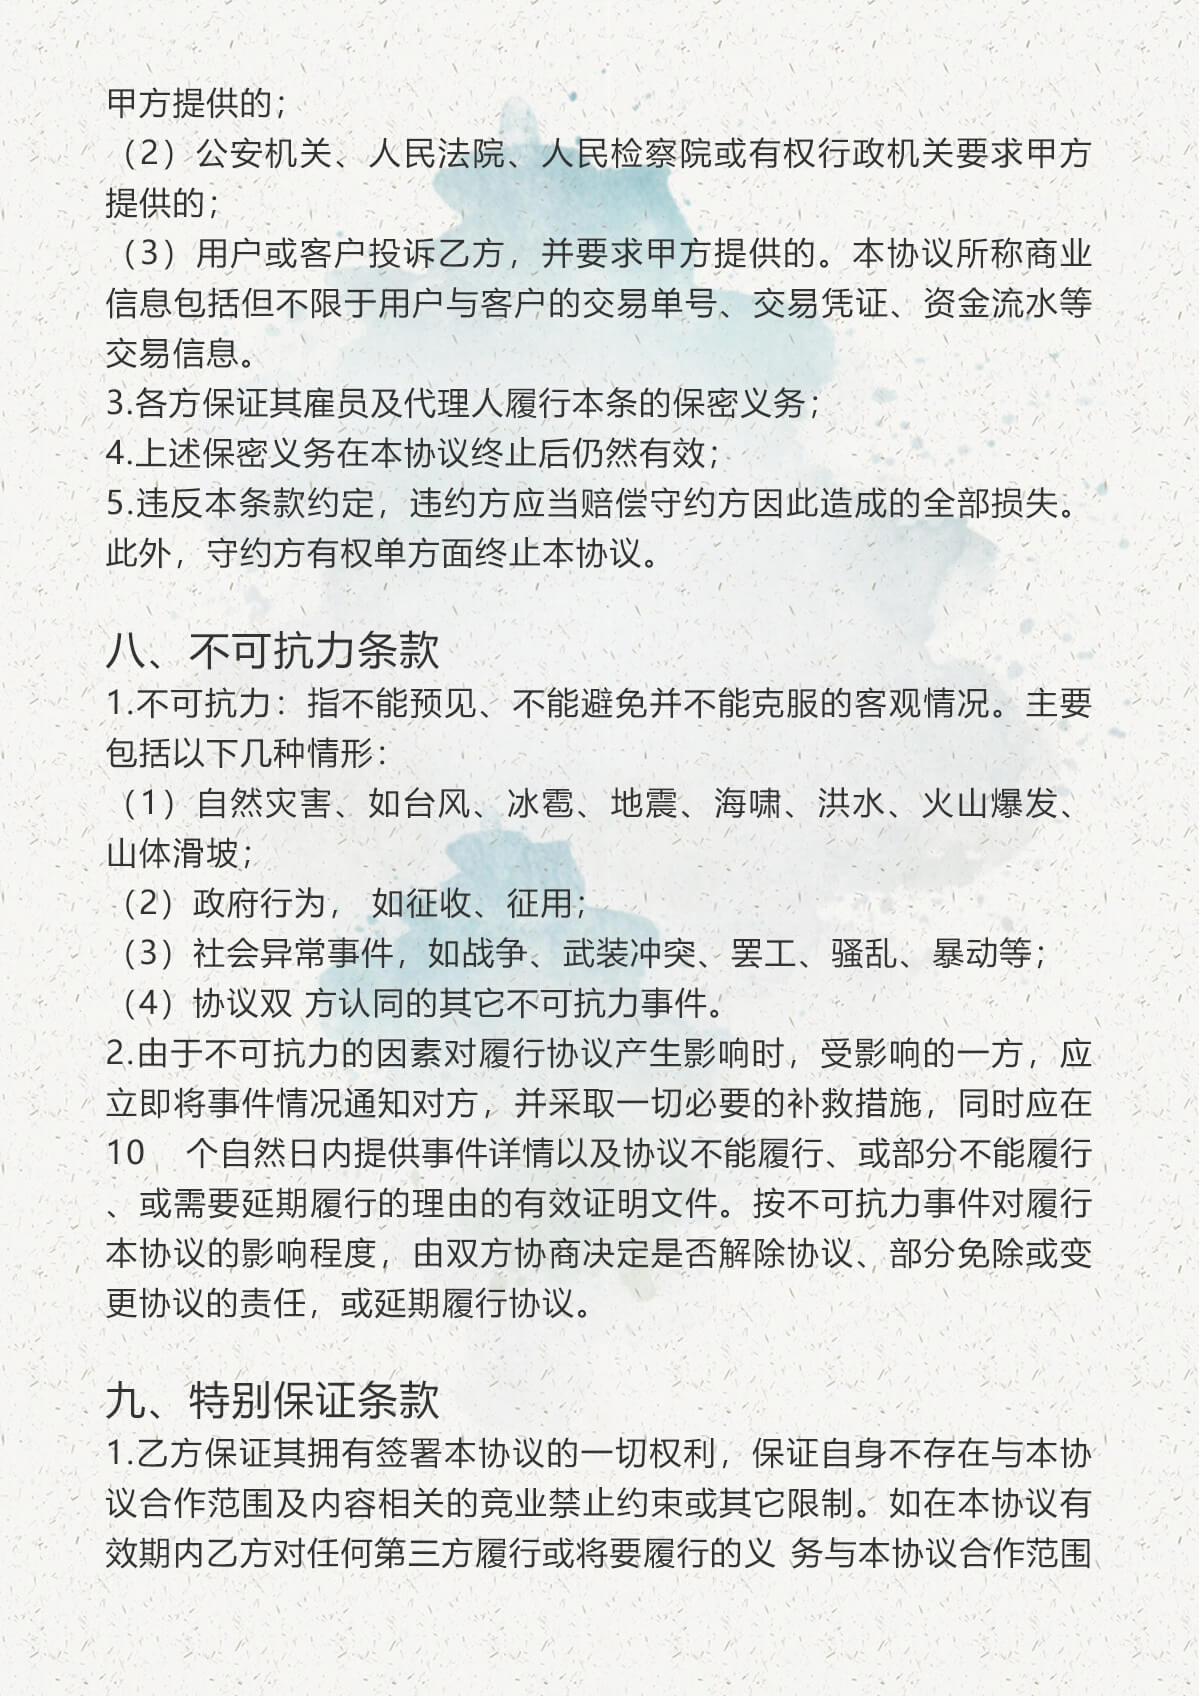 甲方提供的；
（2）公安机关、人民法院、人民检察院或有权行政机关要求甲方
提供的；
（3）用户或客户投诉乙方，并要求甲方提供的。本协议所称商业
信息包括但不限于用户与客户的交易单号、交易凭证、资金流水等
交易信息。
3.各方保证其雇员及代理人履行本条的保密义务；
4.上述保密义务在本协议终止后仍然有效；
5.违反本条款约定，违约方应当赔偿守约方因此造成的全部损失。
此外，守约方有权单方面终止本协议。
八、不可抗力条款
1.不可抗力：指不能预见、不能避免并不能克服的客观情况。主要
包括以下几种情形：
（1）自然灾害、如台风、冰雹、地震、海啸、洪水、火山爆发、
山体滑坡；
（2）政府行为， 如征收、征用；
（3）社会异常事件，如战争、武装冲突、罢工、骚乱、暴动等；
（4）协议双 方认同的其它不可抗力事件。
2.由于不可抗力的因素对履行协议产生影响时，受影响的一方，应
立即将事件情况通知对方，并采取一切必要的补救措施，同时应在
10 个自然日内提供事件详情以及协议不能履行、或部分不能履行
、或需要延期履行的理由的有效证明文件。按不可抗力事件对履行
本协议的影响程度，由双方协商决定是否解除协议、部分免除或变
更协议的责任，或延期履行协议。
九、特别保证条款
1.乙方保证其拥有签署本协议的一切权利，保证自身不存在与本协
议合作范围及内容相关的竞业禁止约束或其它限制。如在本协议有
效期内乙方对任何第三方履行或将要履行的义 务与本协议合作范围